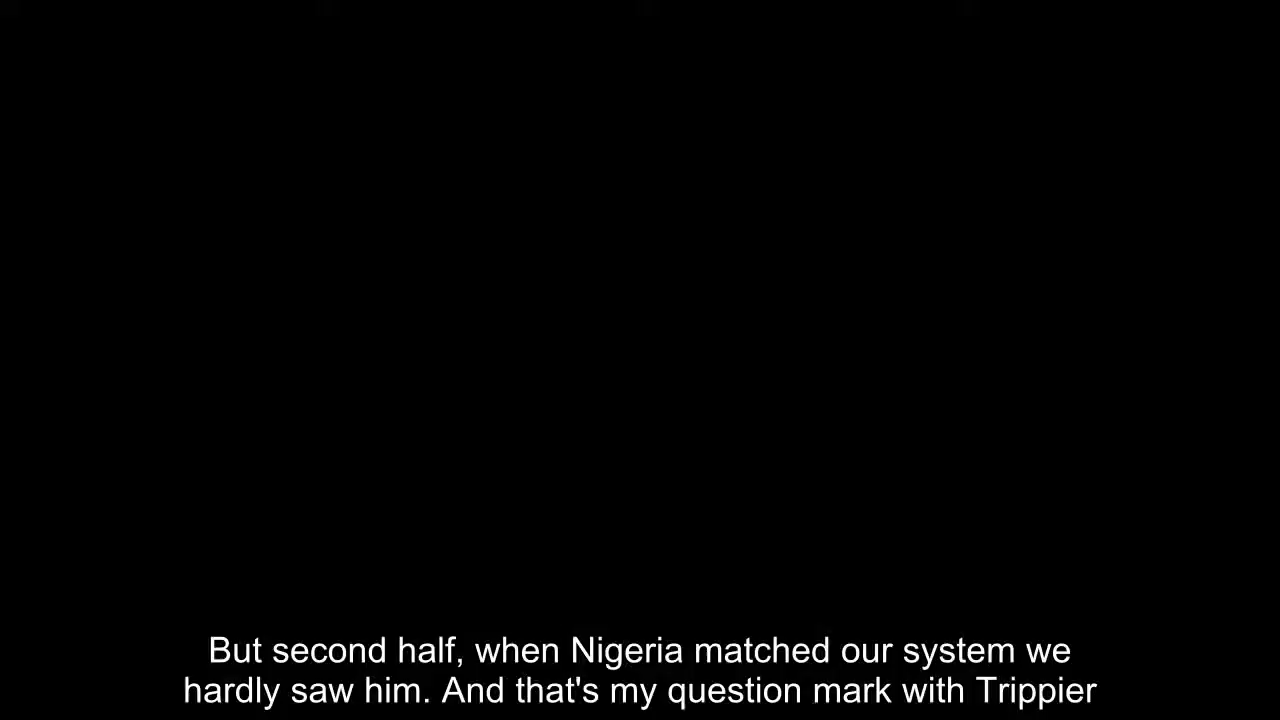 But second half, when Nigeria matched our system we
hardly saw him. And that's my question mark with Trippier